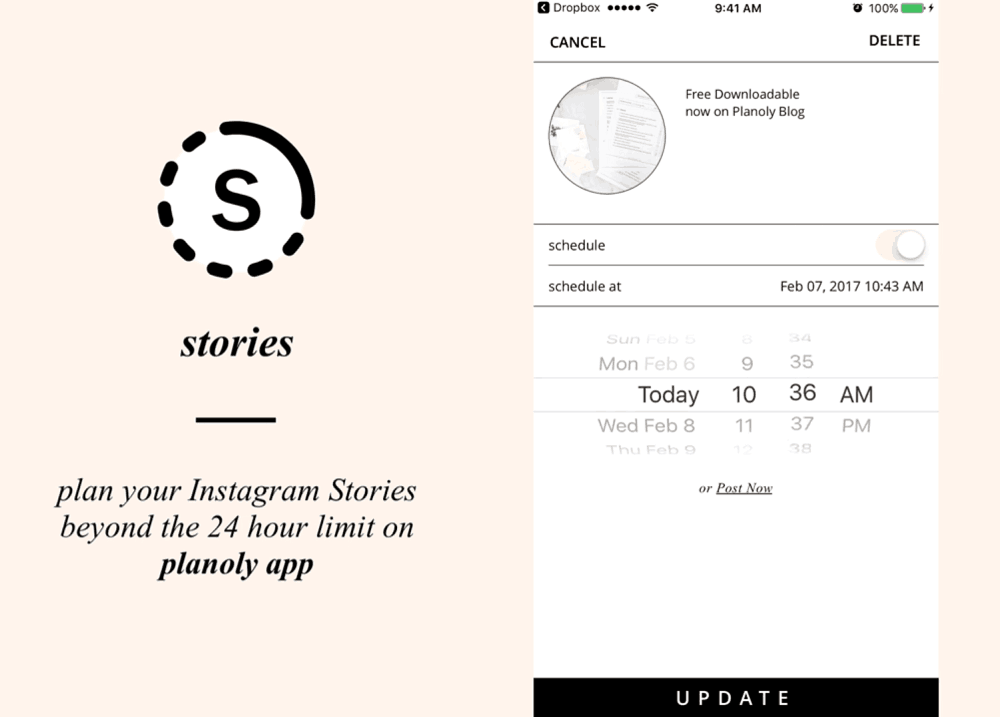 S
stories
plan your Instagram Stories
beyond the 24 hour limit on
planoly app
Dropbox 9:41 AM 100%
CANCEL DELETE
Free Downloadable
now on Planoly Blog
schedule
schedule at Feb 07, 2017 10:43 AM
Sun Feb 5 8 34
Mon Feb 6 9 35
Today 10 36 AM
Wed Feb 8 11 37 PM
Thu Feb 9 12 38
or Post Now
UPDATE